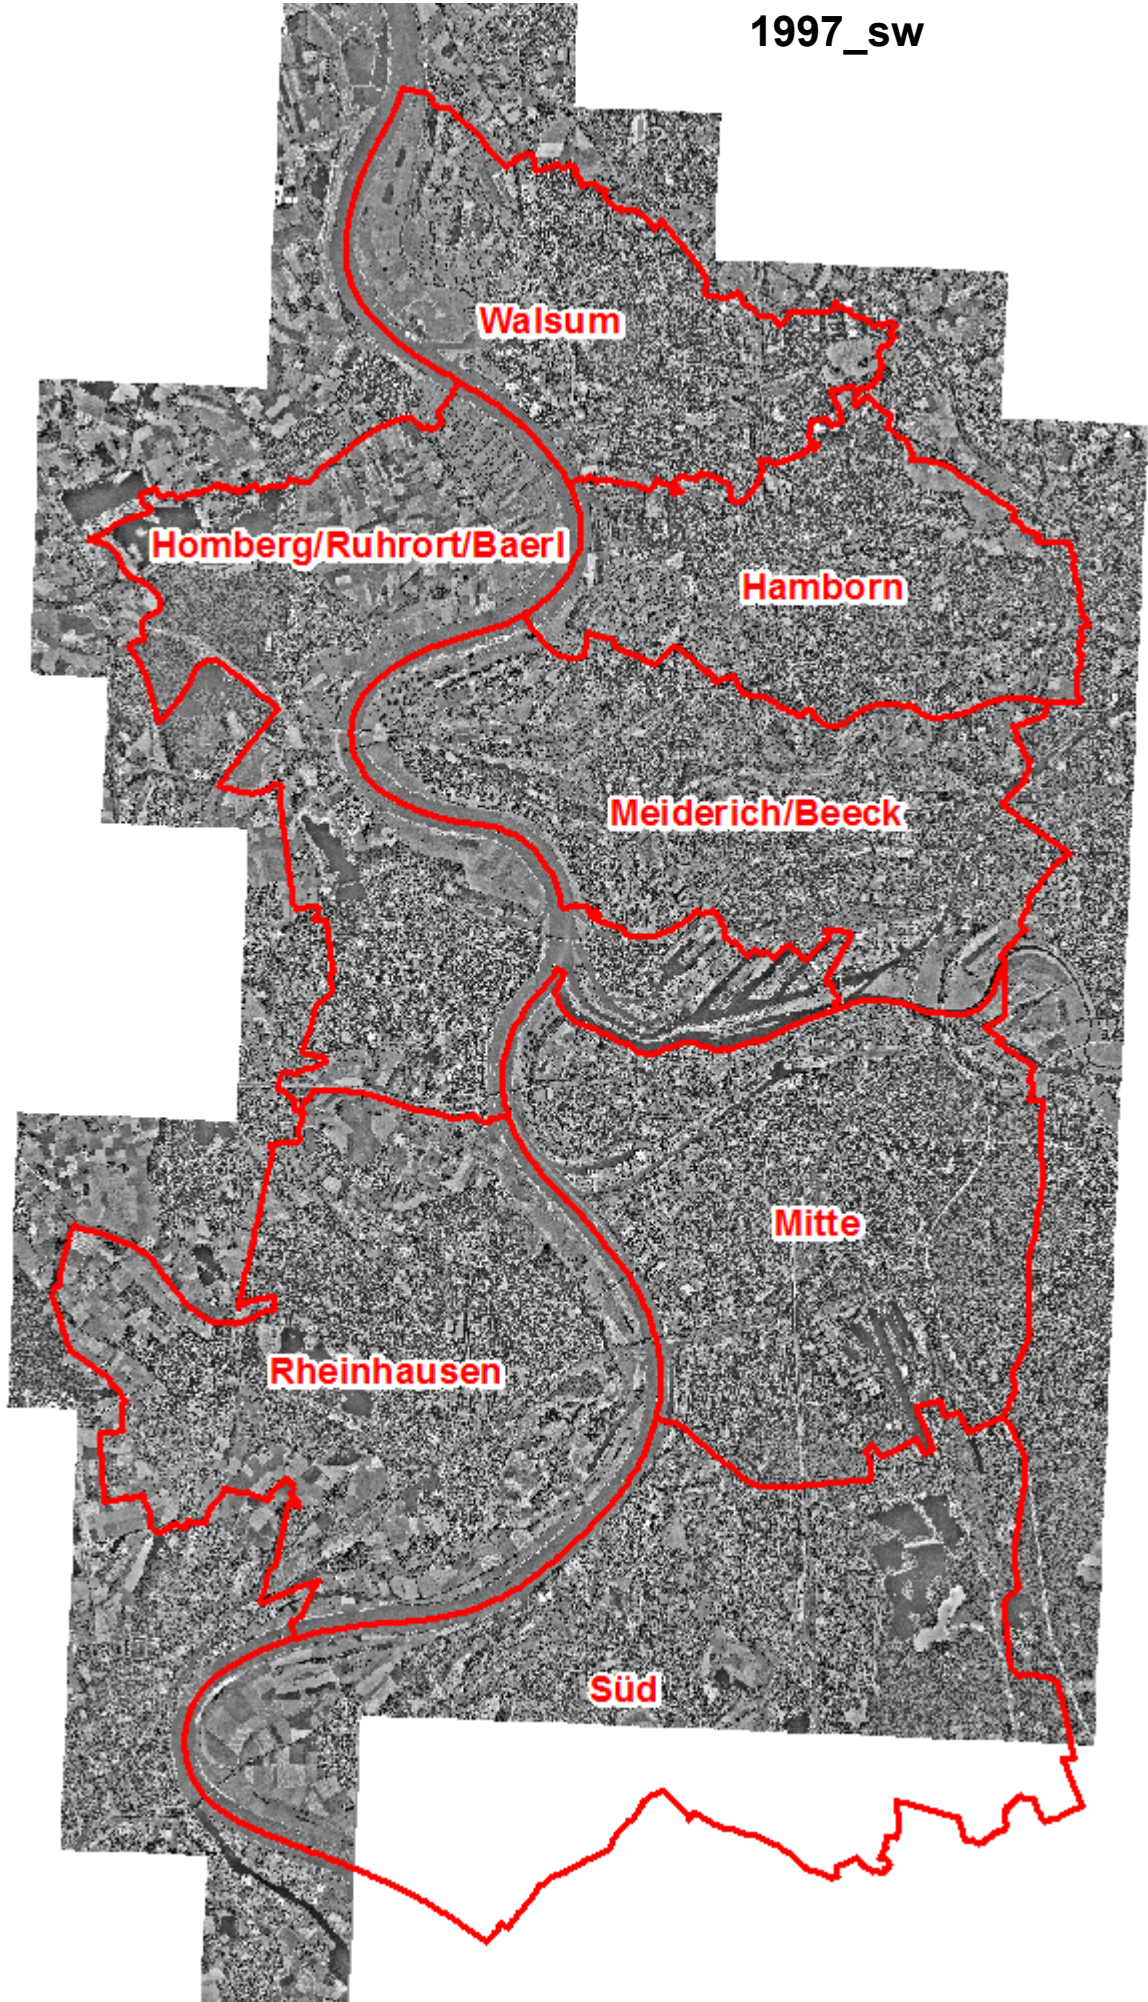 1997_sw
Walsum
Homberg/Ruhrort/Baerl
Hamborn
Meiderich/Beeck
Mitte
Rheinhausen
Süd